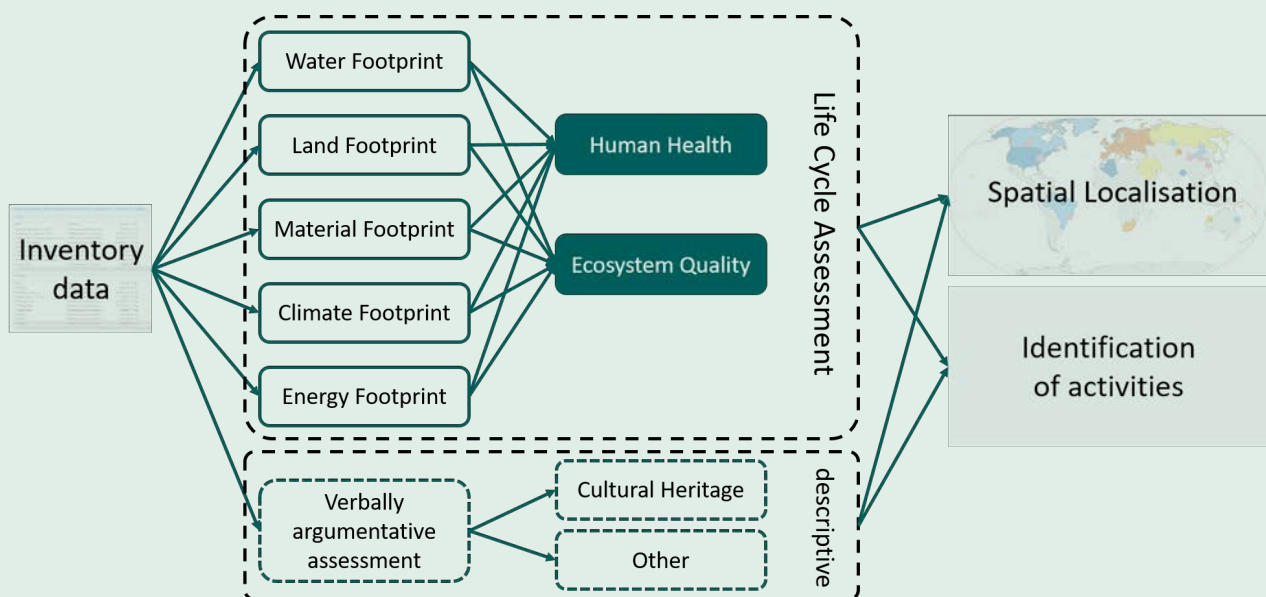 Inventory
data
Water Footprint
Land Footprint
Material Footprint
Climate Footprint
Energy Footprint
Human Health
Ecosystem Quality
Life Cycle Assessment
Verbally
argumentative
assessment
Cultural Heritage
Other
descriptive
Spatial Localisation
Identification
of activities